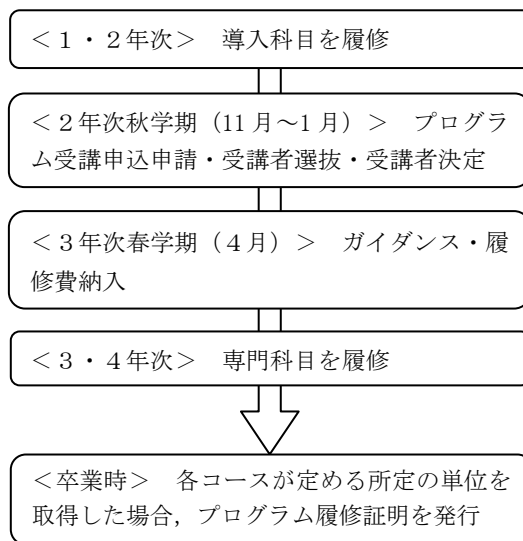 ＜１・２年次＞　導入科目を履修
＜２年次秋学期（11月～1月）＞　プログラ
ム受講申込申請・受講者選抜・受講者決定
＜３年次春学期（４月）＞　ガイダンス・履
修費納入
＜３・４年次＞　専門科目を履修
＜卒業時＞　各コースが定める所定の単位を
取得した場合，プログラム履修証明を発行